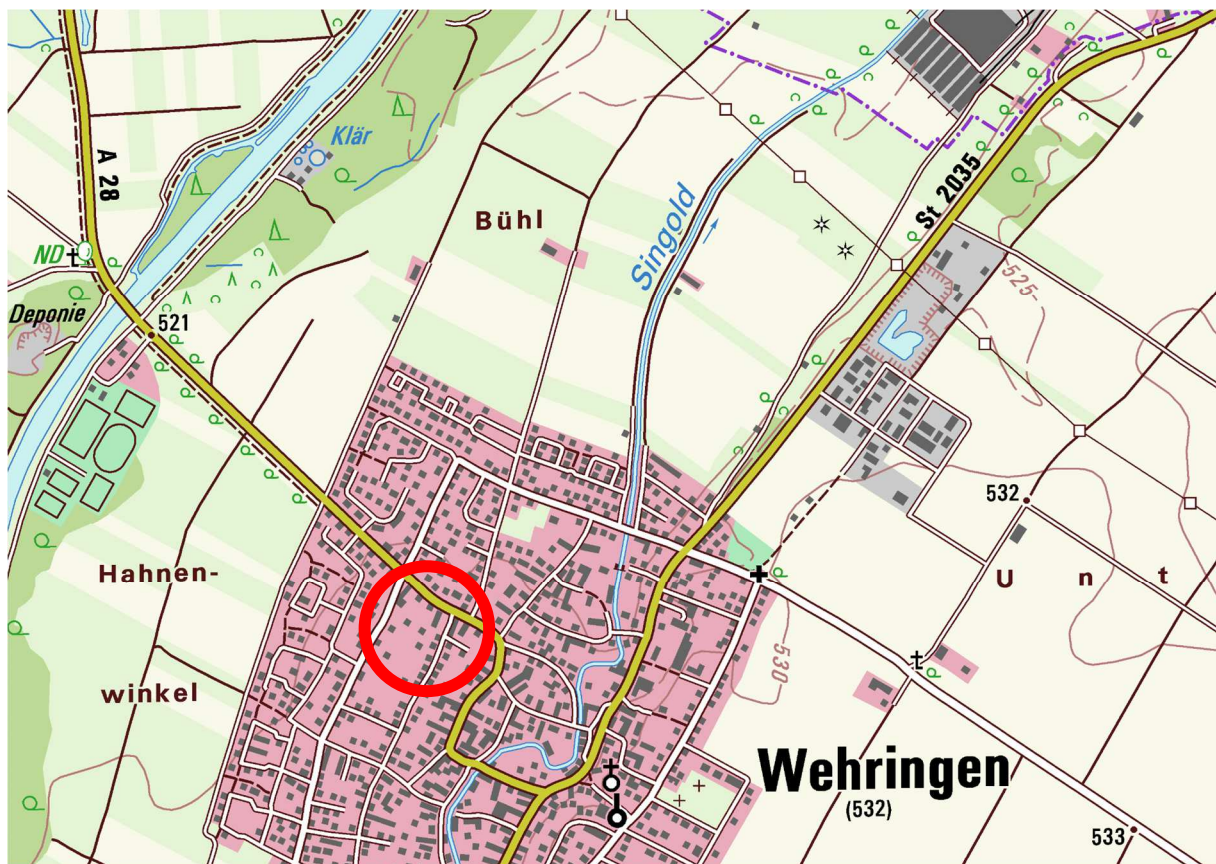 Klär
A 28
Bühl
Singold
St 2035
ND
Deponie
521
525
532
Hahnen-
U n t
530
winkel
Wehringen
(532)
533